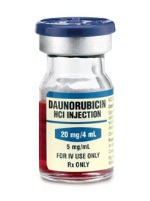 DAUNORUBICIN
HCl INJECTION
20 mg/4 mL
5 mg/mL
FOR IV USE ONLY
Rx ONLY